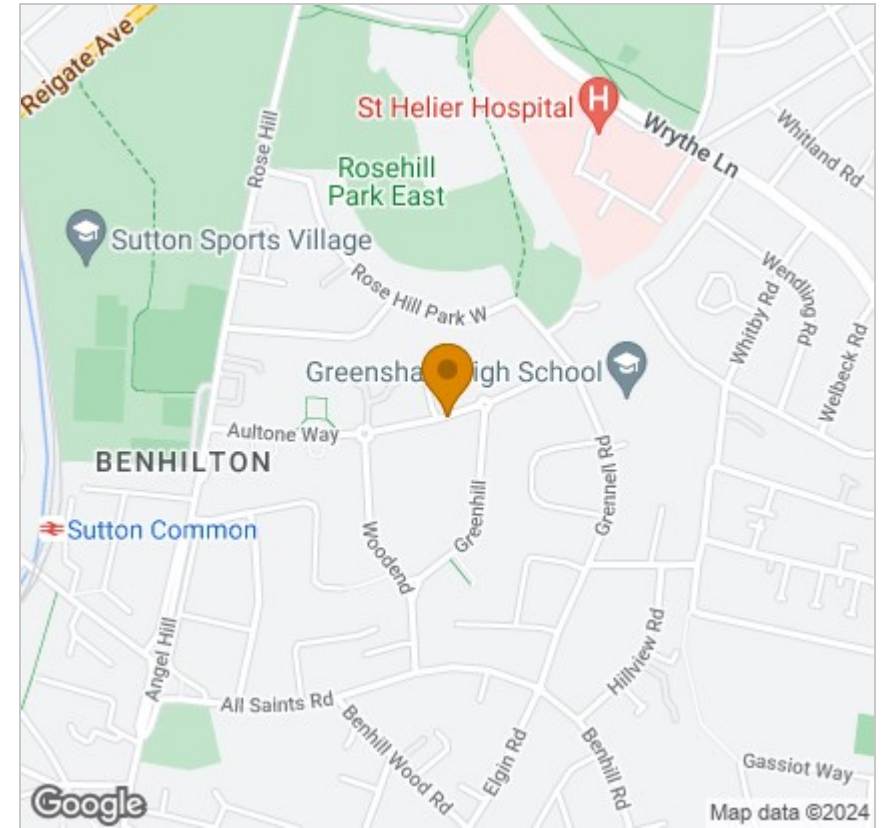 Reigate Ave
Rose Hill
St Helier Hospital
H
Wrythe Ln
Whitland Rd
Rosehill
Park East
Sutton Sports Village
Rose Hill Park W
Wendling Rd
Whitby Rd
Welbeck Rd
High School
Aultone Way
BENHILTON
Grennell Rd
Greenhill
Sutton Common
Woodend
Angel Hill
Hillview Rd
All Saints Rd
Benhill Wood Rd
Elgin Rd
Benhill Rd
Gassiot Way
Google
Map data ©2024